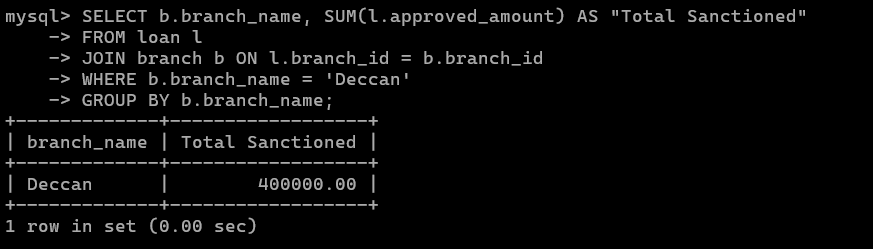 mysql> SELECT b.branch_name, SUM(l.approved_amount) AS "Total Sanctioned"
    -> FROM loan l
    -> JOIN branch b ON l.branch_id = b.branch_id
    -> WHERE b.branch_name = 'Deccan'
    -> GROUP BY b.branch_name;
+-------------+------------------+
| branch_name | Total Sanctioned |
+-------------+------------------+
| Deccan      |        400000.00 |
+-------------+------------------+
1 row in set (0.00 sec)